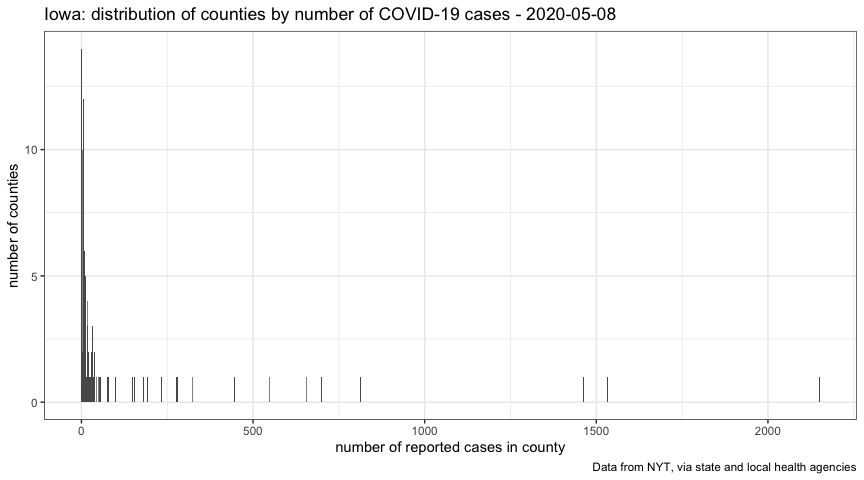 Iowa: distribution of counties by number of COVID-19 cases - 2020-05-08
number of counties
10
5
0
0 500 1000 1500 2000
number of reported cases in county
Data from NYT, via state and local health agencies